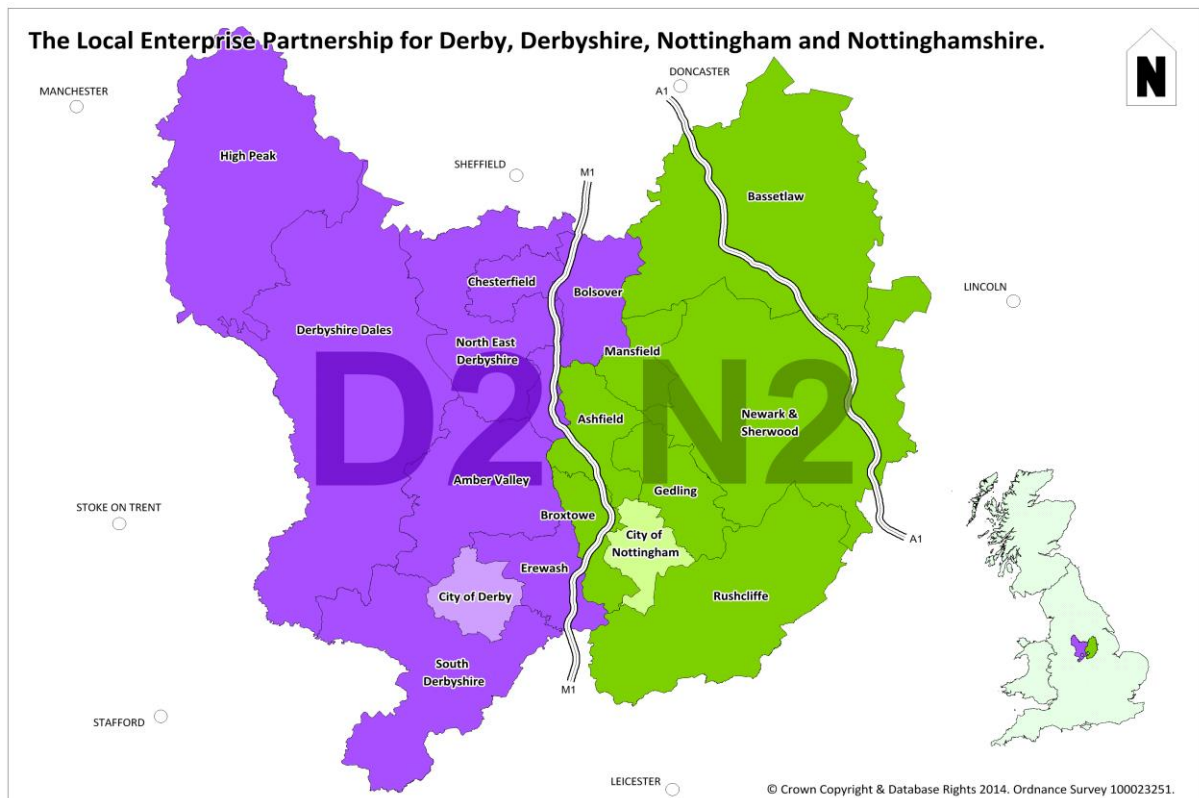 The Local Enterprise Partnership for Derby, Derbyshire, Nottingham and Nottinghamshire.
N
DONCASTER
A1
MANCHESTER
High Peak
SHEFFIELD
M1
Bassetlaw
Chesterfield
Bolsover
LINCOLN
Derbyshire Dales
North East
Derbyshire
Mansfield
D2 N2
Ashfield
Newark &
Sherwood
Amber Valley
Gedling
Broxtowe
STOKE ON TRENT
City of
Nottingham
A1
Erewash
City of Derby
Rushcliffe
South
Derbyshire
M1
STAFFORD
LEICESTER
© Crown Copyright & Database Rights 2014. Ordnance Survey 100023251.